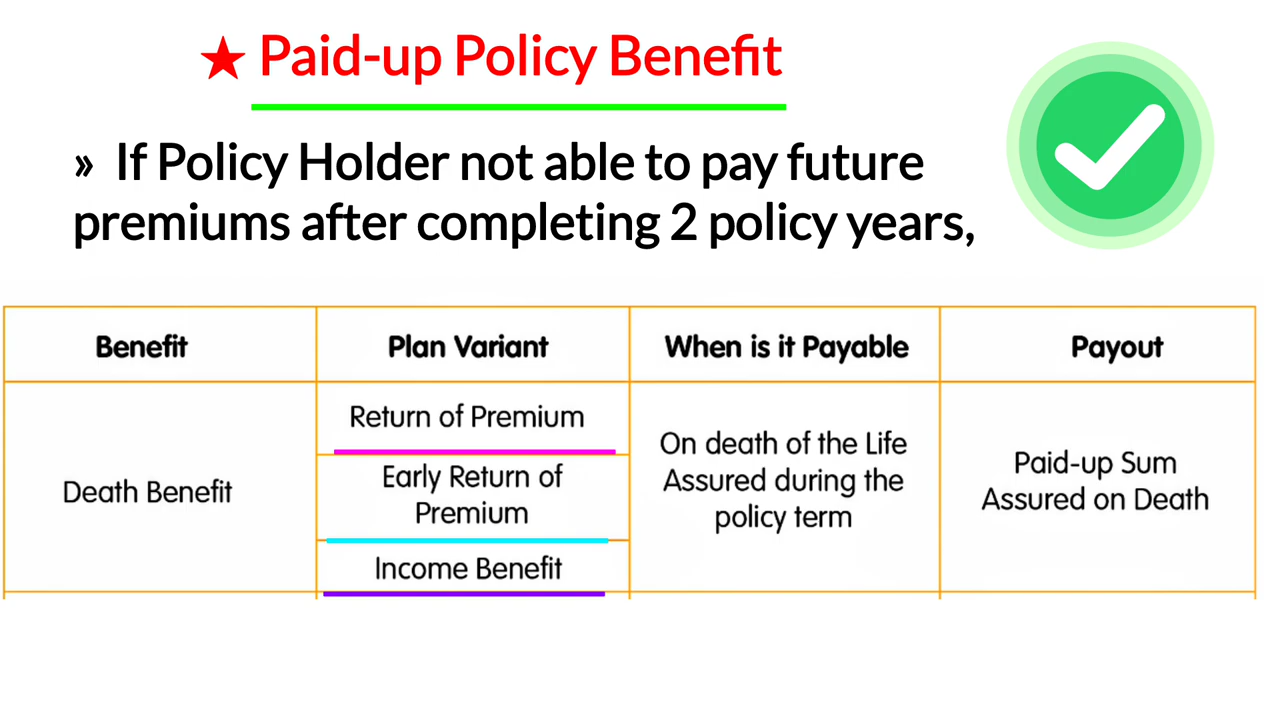 ★ Paid-up Policy Benefit
» If Policy Holder not able to pay future
premiums after completing 2 policy years,
Benefit
Plan Variant
When is it Payable
Payout
Death Benefit
Return of Premium
Early Return of
Premium
Income Benefit
On death of the Life
Assured during the
policy term
Paid-up Sum
Assured on Death